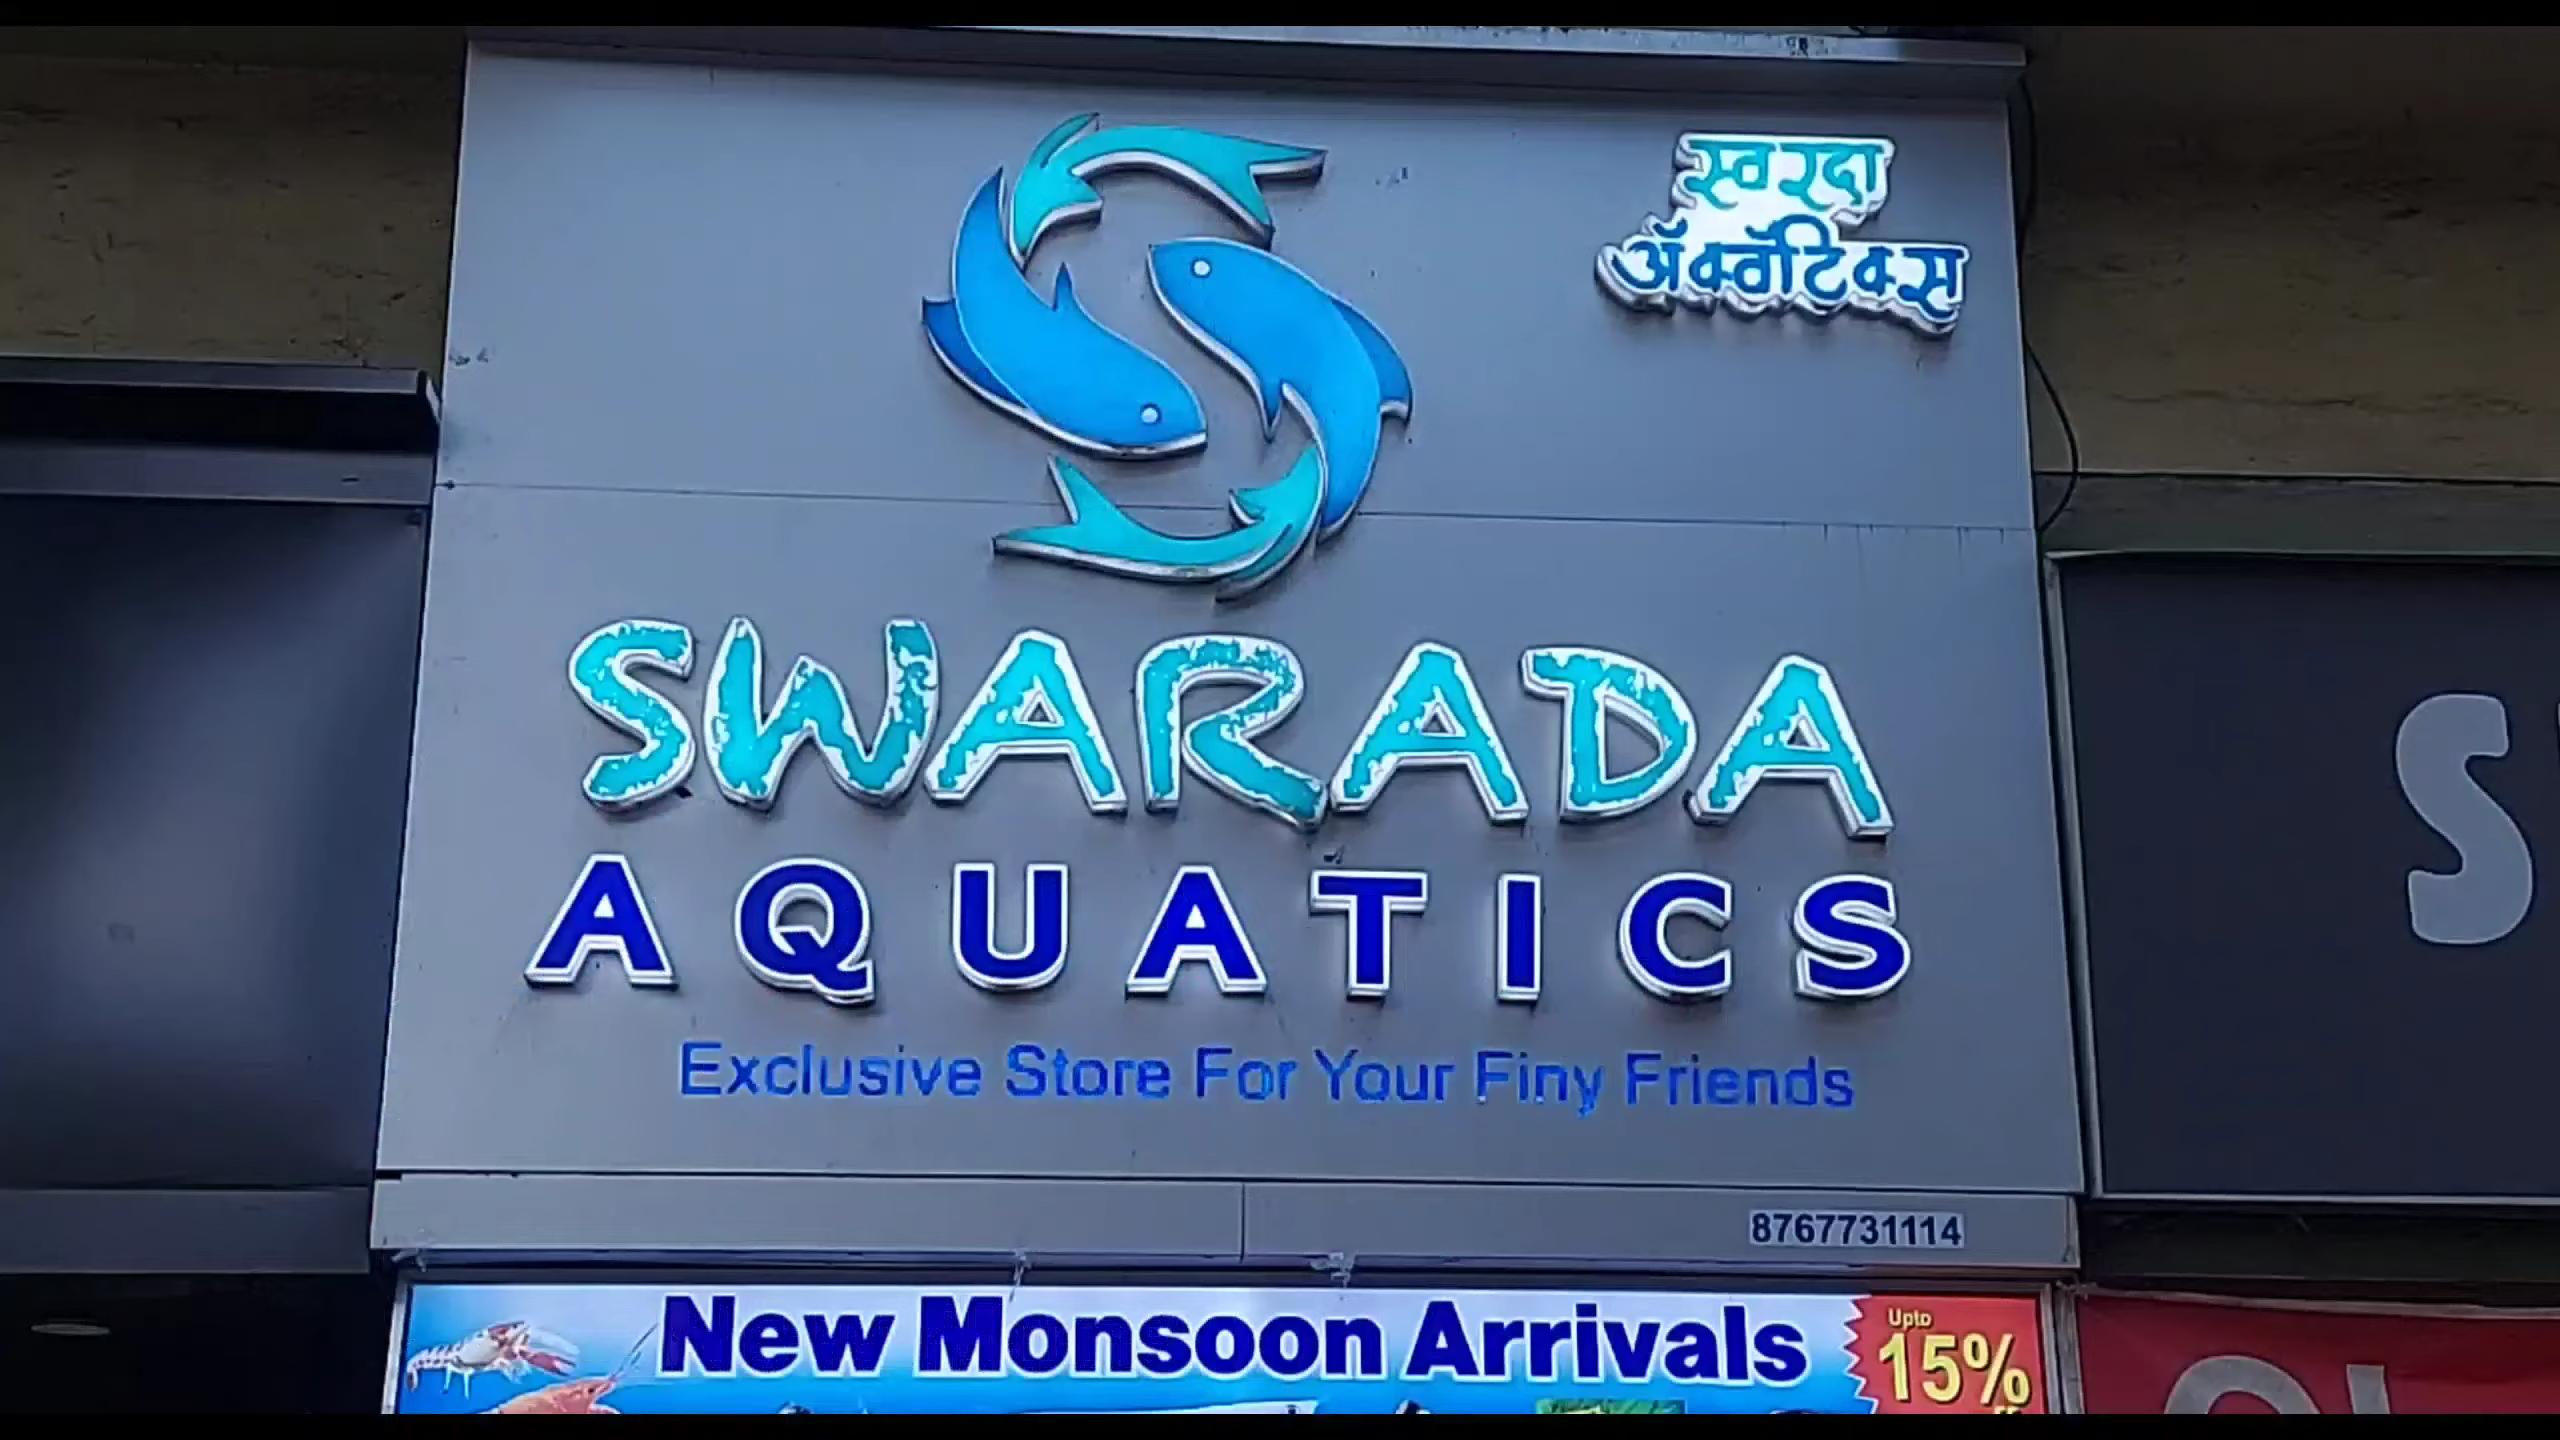 स्वरदा
ॲक्वॅटिक्स
SWARADA
AQUATICS
Exclusive Store For Your Finy Friends
8767731114
New Monsoon Arrivals
Upto
15%
S